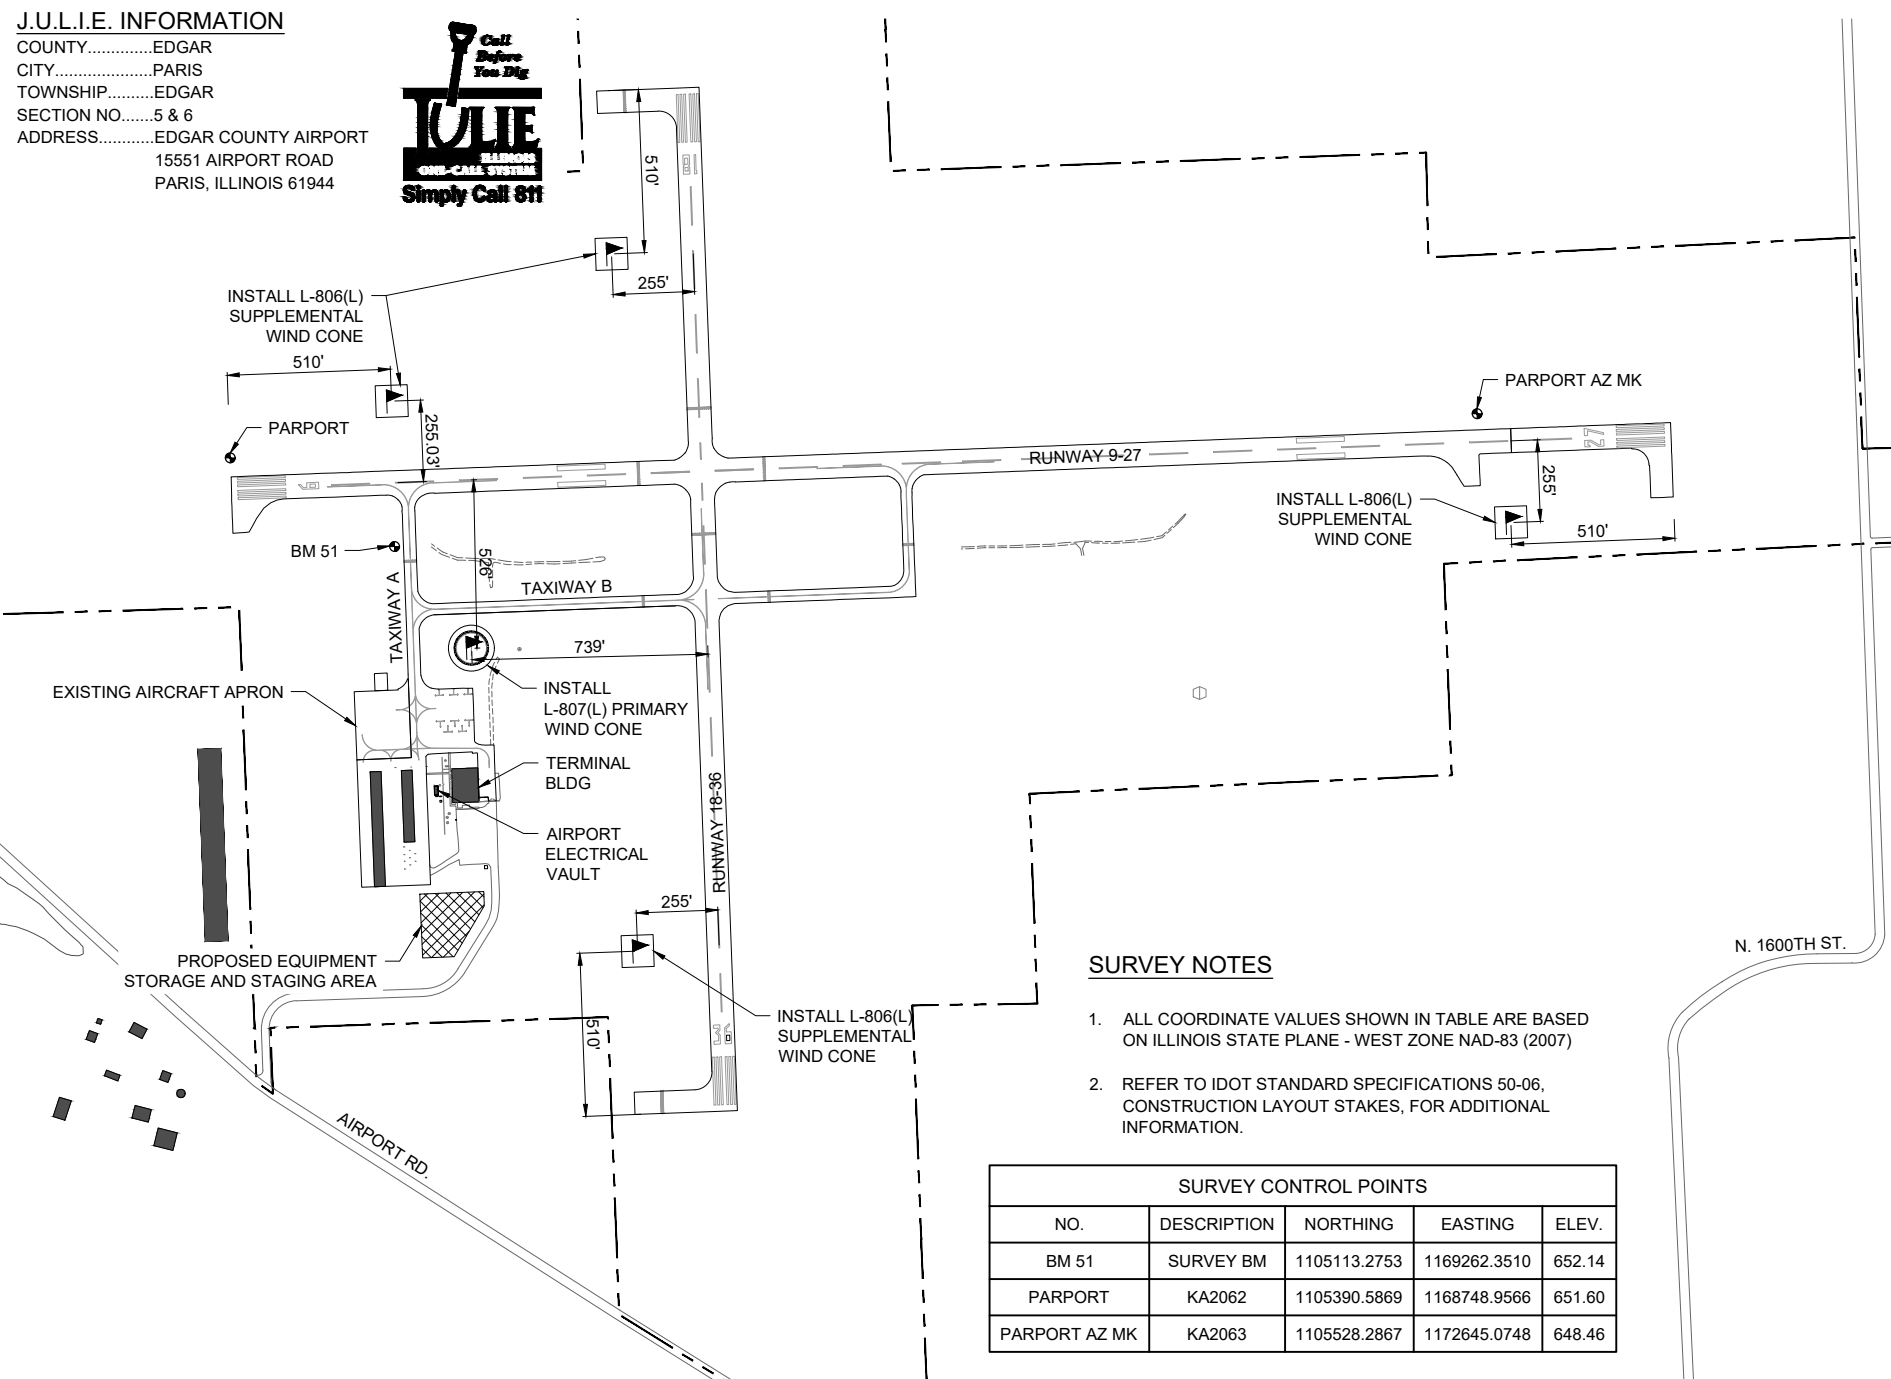 J.U.L.I.E. INFORMATION
COUNTY..............EDGAR
CITY.....................PARIS
TOWNSHIP..........EDGAR
SECTION NO.......5 & 6
ADDRESS............EDGAR COUNTY AIRPORT
15551 AIRPORT ROAD
PARIS, ILLINOIS 61944
Call
Before
You Dig
JULIE
ILLINOIS
ONE-CALL SYSTEM
Simply Call 811
18
510'
255'
INSTALL L-806(L)
SUPPLEMENTAL
WIND CONE
510'
255.03'
PARPORT
PARPORT AZ MK
9
RUNWAY 9-27
27
INSTALL L-806(L)
SUPPLEMENTAL
WIND CONE
255'
510'
BM 51
526'
TAXIWAY A
TAXIWAY B
739'
EXISTING AIRCRAFT APRON
INSTALL
L-807(L) PRIMARY
WIND CONE
TERMINAL
BLDG
AIRPORT
ELECTRICAL
VAULT
RUNWAY 18-36
255'
PROPOSED EQUIPMENT
STORAGE AND STAGING AREA
510'
36
INSTALL L-806(L)
SUPPLEMENTAL
WIND CONE
AIRPORT RD.
N. 1600TH ST.
SURVEY NOTES
1. ALL COORDINATE VALUES SHOWN IN TABLE ARE BASED
ON ILLINOIS STATE PLANE - WEST ZONE NAD-83 (2007)
2. REFER TO IDOT STANDARD SPECIFICATIONS 50-06,
CONSTRUCTION LAYOUT STAKES, FOR ADDITIONAL
INFORMATION.
SURVEY CONTROL POINTS
NO. DESCRIPTION NORTHING EASTING ELEV.
BM 51 SURVEY BM 1105113.2753 1169262.3510 652.14
PARPORT KA2062 1105390.5869 1168748.9566 651.60
PARPORT AZ MK KA2063 1105528.2867 1172645.0748 648.46